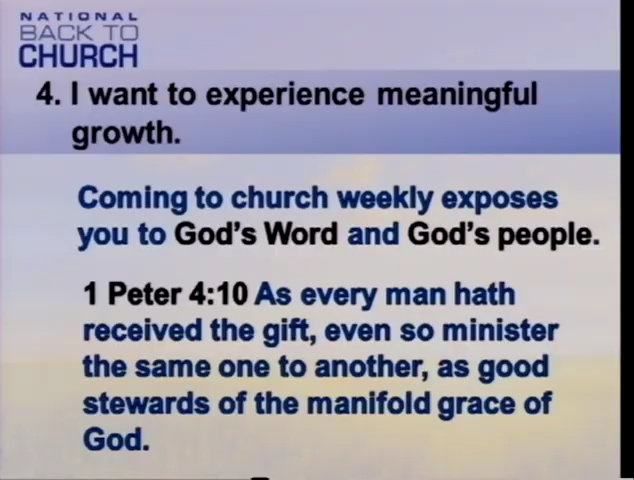 NATIONAL
BACK TO
CHURCH
4. I want to experience meaningful
growth.
Coming to church weekly exposes
you to God's Word and God's people.
1 Peter 4:10 As every man hath
received the gift, even so minister
the same one to another, as good
stewards of the manifold grace of
God.